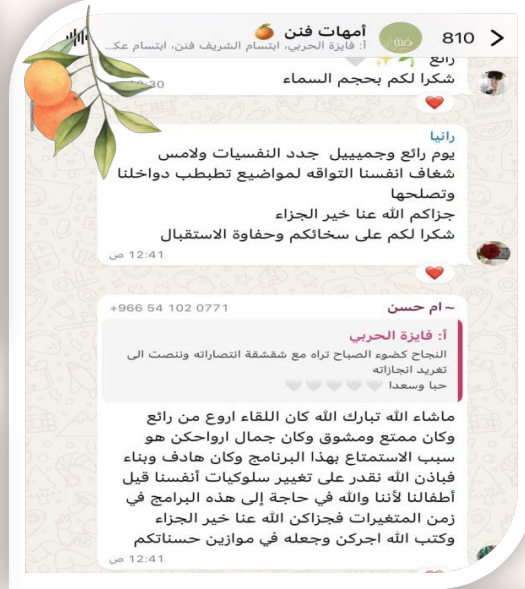 810
أمهات فنن
أ: فايزة الحربي، ابتسام الشريف فنن، ابتسام عكـ...
فنن
رائع
شكرا لكم بحجم السماء
رانيا
يوم رائع وجميييل جدد النفسيات ولامس
شغاف انفسنا التواقه لمواضيع تطبطب دواخلنا
وتصلحها
جزاكم الله عنا خير الجزاء
شكرا لكم على سخائكم وحفاوة الاستقبال
12:41 ص
~ ام حسن
+966 54 102 0771
أ: فايزة الحربي
النجاح كضوء الصباح تراه مع شقشقة انتصاراته وننصت الى
تغريد انجازاته
حبا وسعدا
ماشاء الله تبارك الله كان اللقاء اروع من رائع
وكان ممتع ومشوق وكان جمال ارواحكن هو
سبب الاستمتاع بهذا البرنامج وكان هادف وبناء
فباذن الله نقدر على تغيير سلوكيات أنفسنا قيل
أطفالنا لأننا والله في حاجة إلى هذه البرامج في
زمن المتغيرات فجزاكن الله عنا خير الجزاء
وكتب الله اجركن وجعله في موازين حسناتكم
12:41 ص